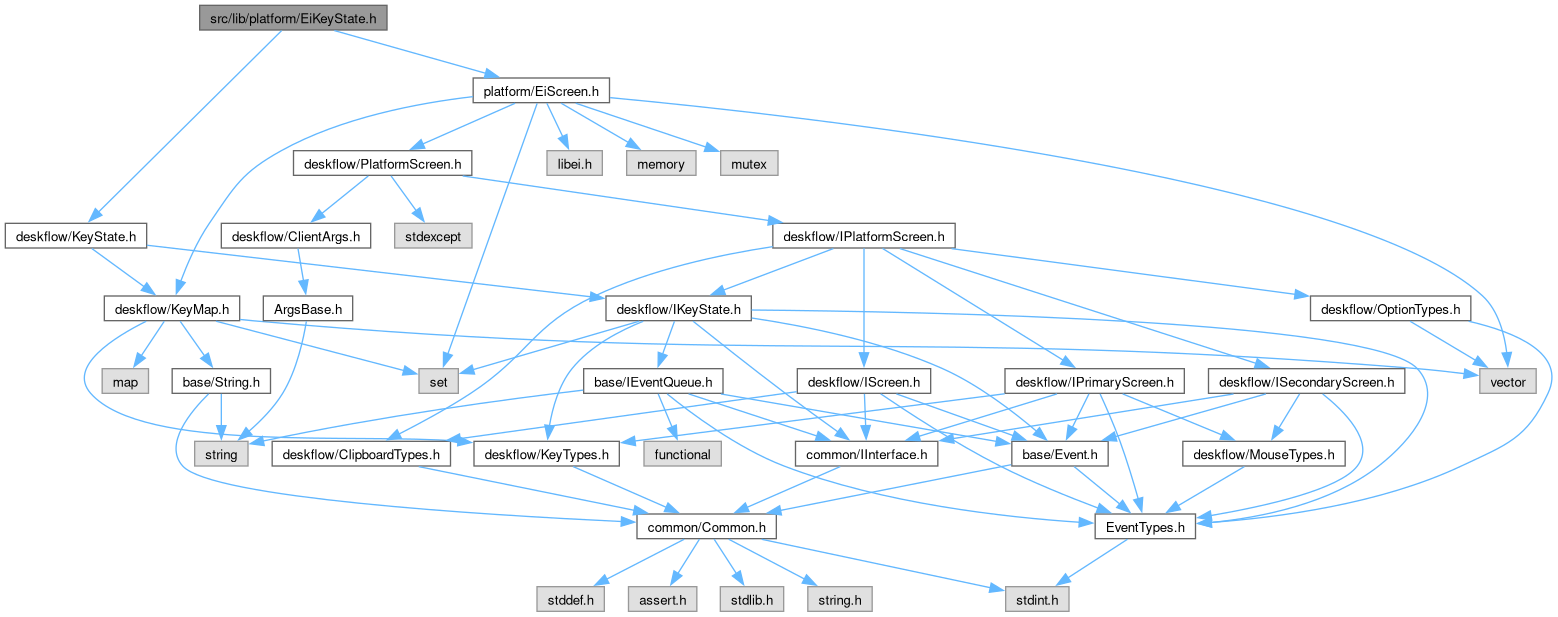 src/lib/platform/EiKeyState.h
platform/EiScreen.h
deskflow/PlatformScreen.h
libei.h
memory
mutex
deskflow/KeyState.h
deskflow/ClientArgs.h
stdexcept
deskflow/IPlatformScreen.h
deskflow/KeyMap.h
ArgsBase.h
deskflow/IKeyState.h
deskflow/OptionTypes.h
map
base/String.h
set
base/IEventQueue.h
deskflow/IScreen.h
deskflow/IPrimaryScreen.h
deskflow/ISecondaryScreen.h
vector
string
deskflow/ClipboardTypes.h
deskflow/KeyTypes.h
functional
common/IInterface.h
base/Event.h
deskflow/MouseTypes.h
common/Common.h
EventTypes.h
stddef.h
assert.h
stdlib.h
string.h
stdint.h